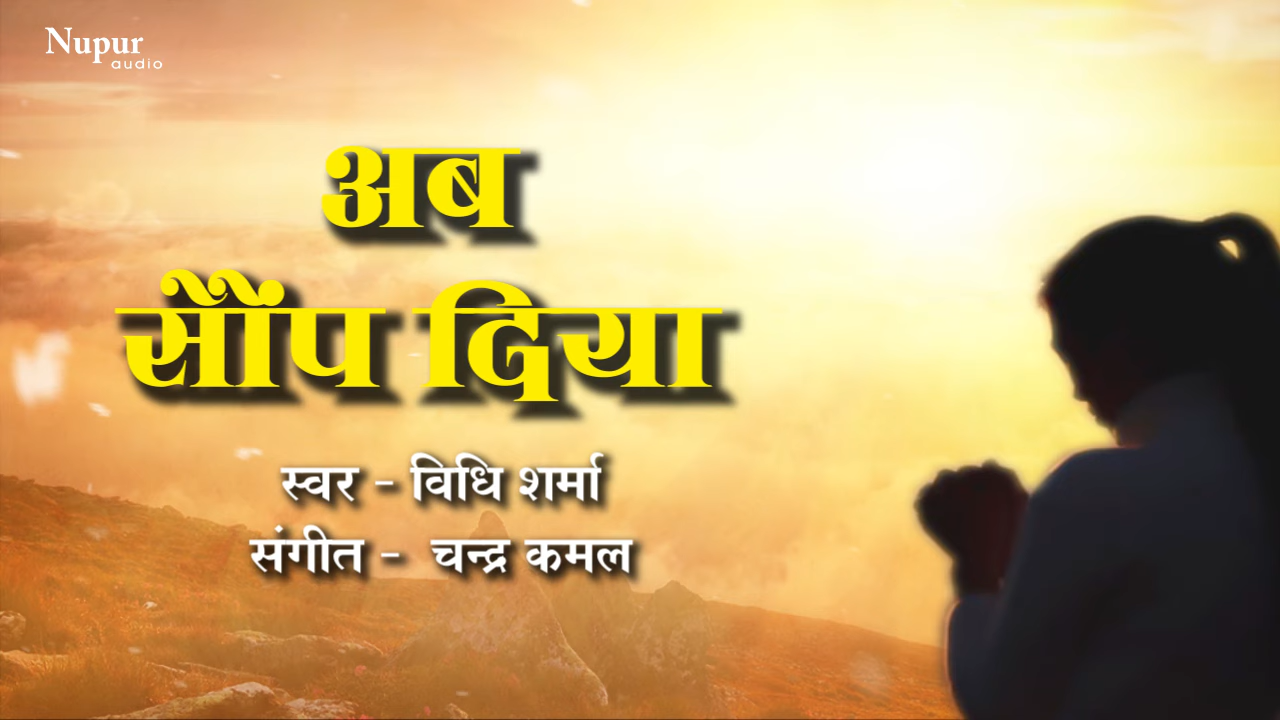 Nupur
audio
अब
सौंप दिया
स्वर - विधि शर्मा
संगीत - चन्द्र कमल